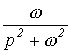 ω
p² + ω²